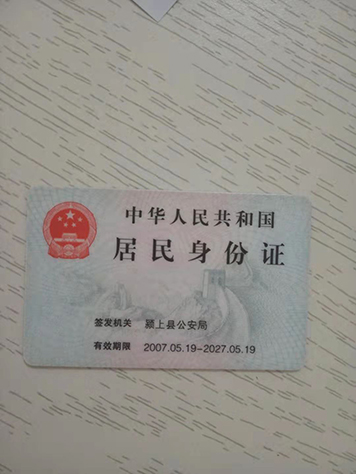 中华人民共和国
居民身份证
签发机关 颍上县公安局
有效期限 2007.05.19-2027.05.19